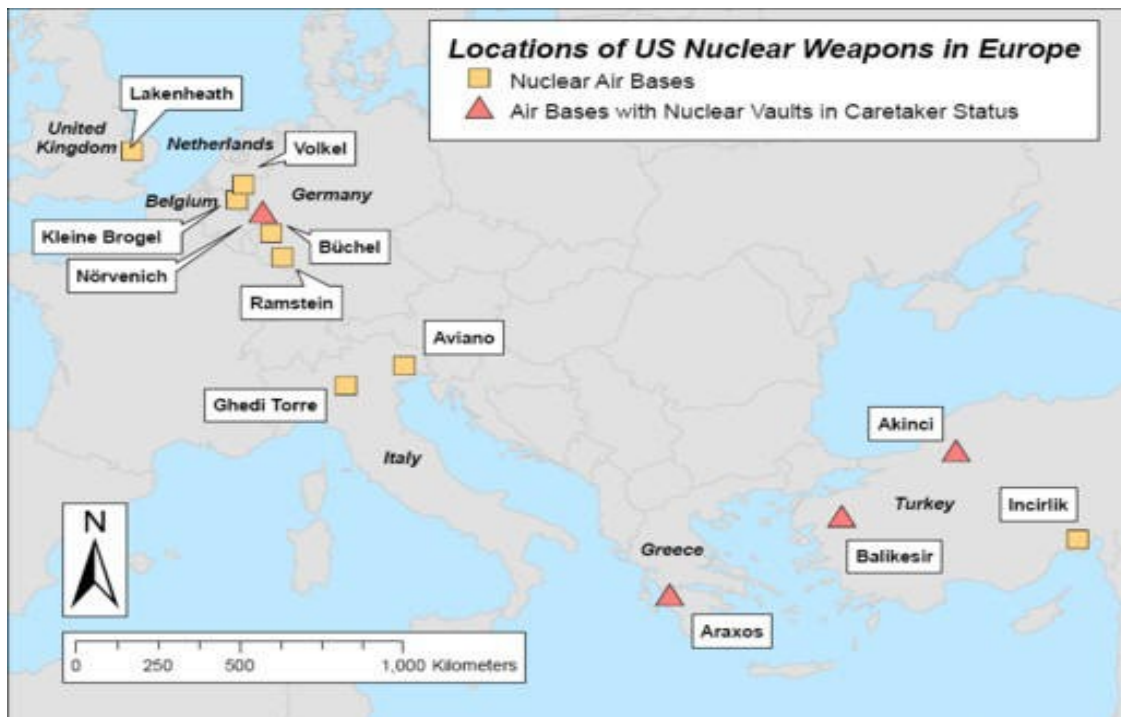 Locations of US Nuclear Weapons in Europe
Nuclear Air Bases
Air Bases with Nuclear Vaults in Caretaker Status
Lakenheath
United
Kingdom
Netherlands
Volkel
Belgium
Germany
Kleine Brogel
Büchel
Nörvenich
Ramstein
Aviano
Ghedi Torre
Akinci
Italy
N
Turkey
Incirlik
Greece
Balikesir
Araxos
0 250 500 1,000 Kilometers